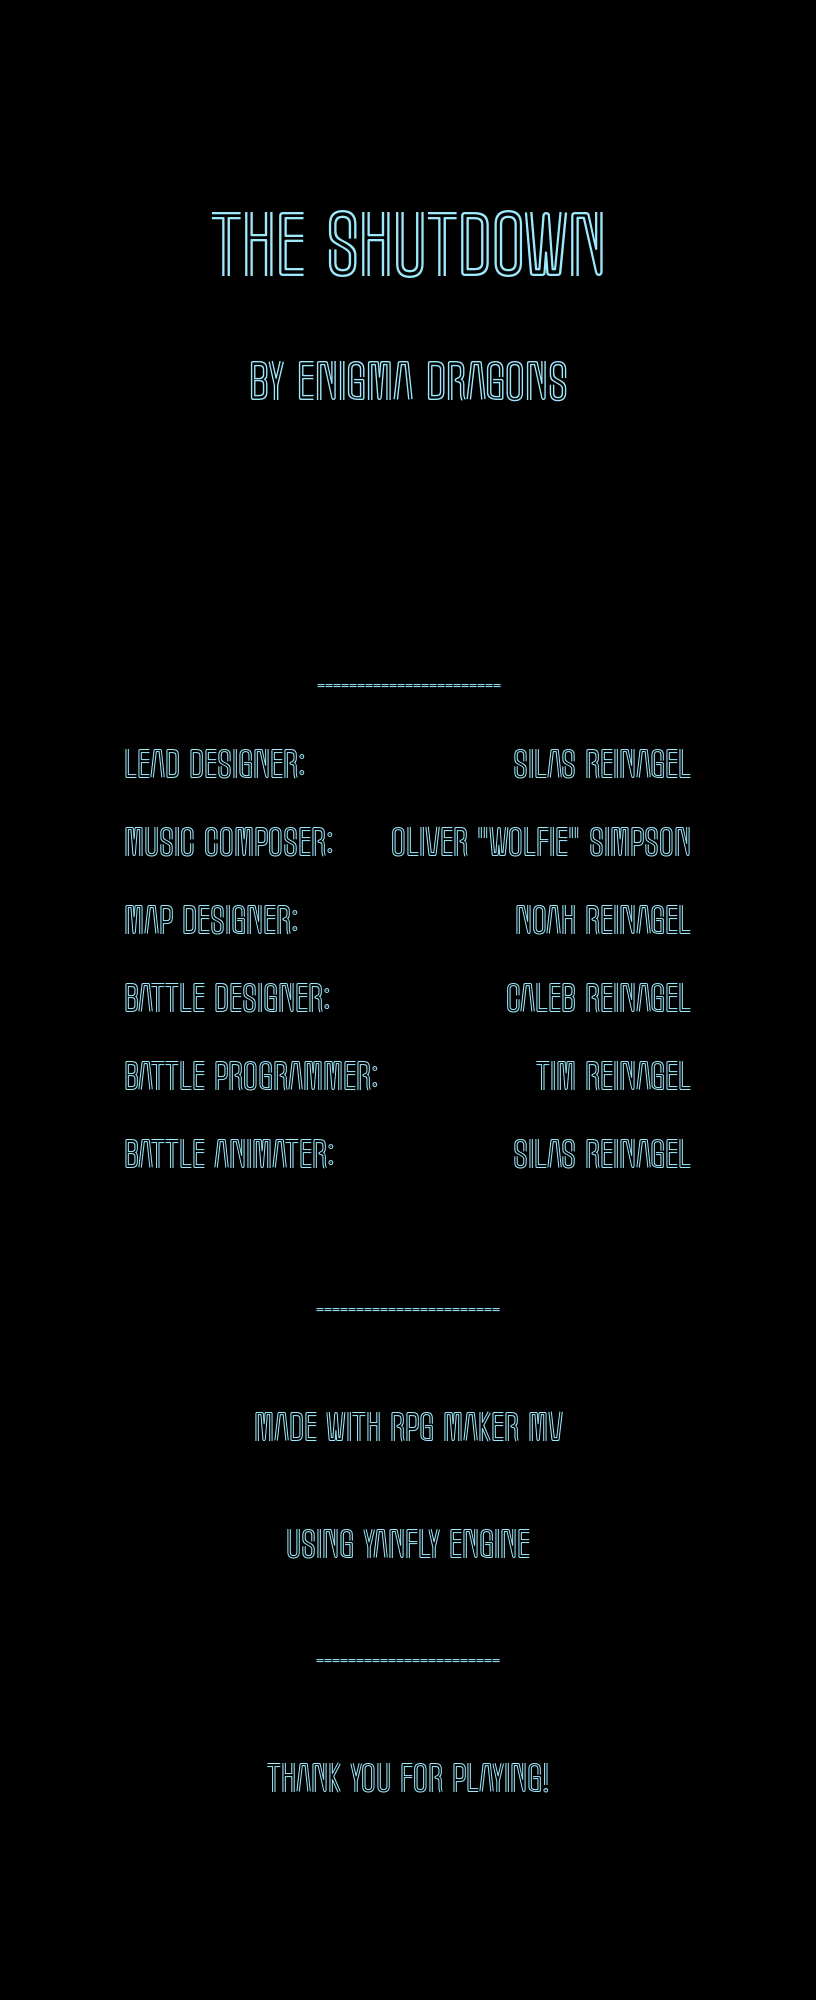 THE SHUTDOWN
BY ENIGMA DRAGONS
=======================
LEAD DESIGNER: SILAS REINAGEL
MUSIC COMPOSER: OLIVER "WOLFIE" SIMPSON
MAP DESIGNER: NOAH REINAGEL
BATTLE DESIGNER: CALEB REINAGEL
BATTLE PROGRAMMER: TIM REINAGEL
BATTLE ANIMATER: SILAS REINAGEL
=======================
MADE WITH RPG MAKER MV
USING YANFLY ENGINE
=======================
THANK YOU FOR PLAYING!